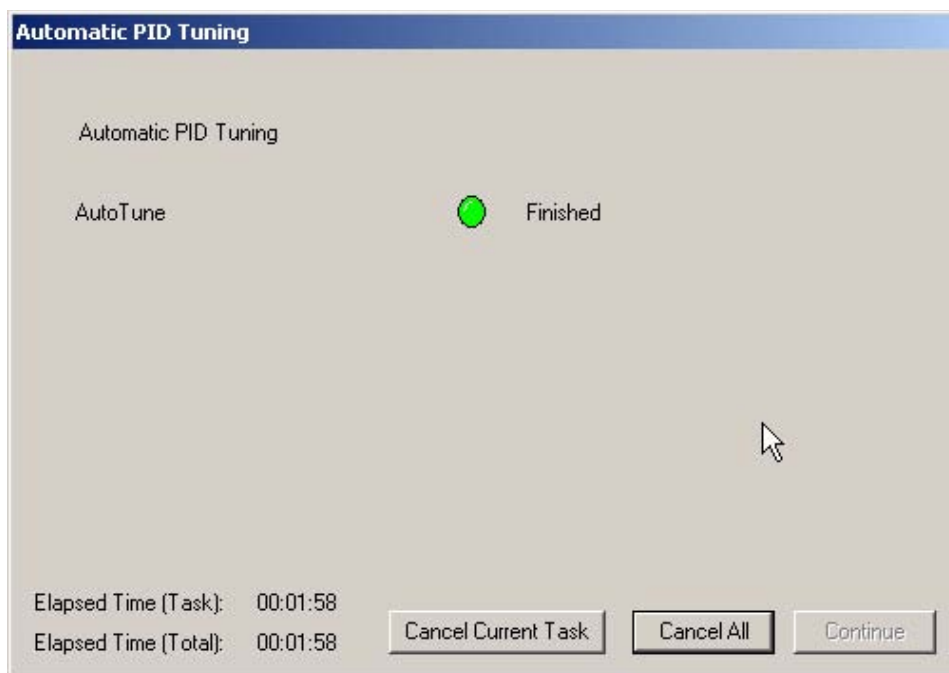 Automatic PID Tuning
Automatic PID Tuning
AutoTune Finished
Elapsed Time (Task): 00:01:58
Elapsed Time (Total): 00:01:58
Cancel Current Task Cancel All Continue